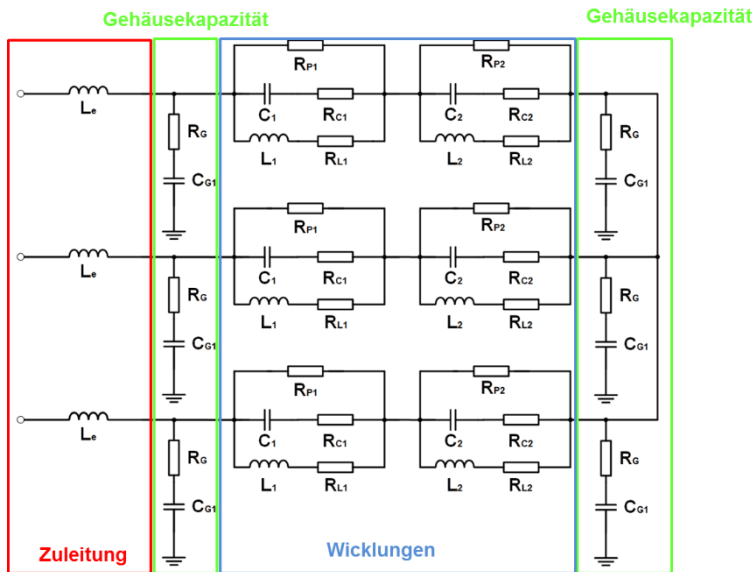 Gehäusekapazität
Gehäusekapazität
RP1
RP2
Le
C1
RC1
C2
RC2
RG
RG
L1
RL1
L2
RL2
CG1
CG1
RP1
RP2
Le
C1
RC1
C2
RC2
RG
RG
L1
RL1
L2
RL2
CG1
CG1
RP1
RP2
Le
C1
RC1
C2
RC2
RG
RG
L1
RL1
L2
RL2
CG1
CG1
Zuleitung
Wicklungen